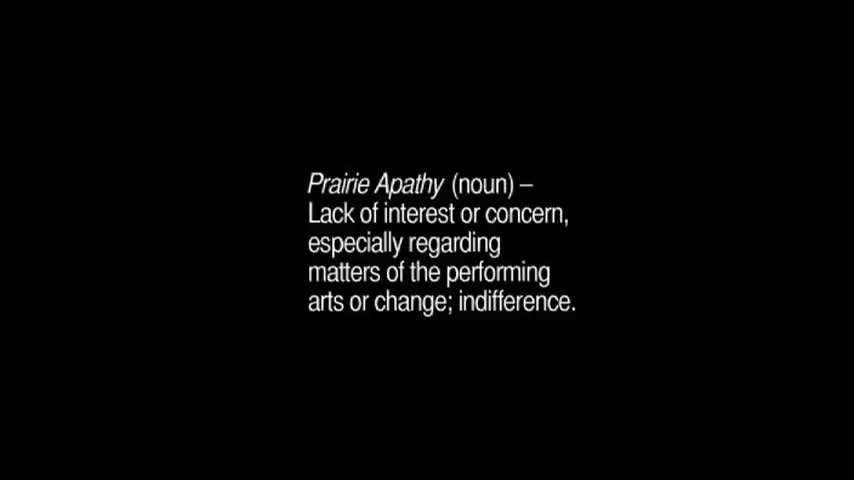 Prairie Apathy (noun) –
Lack of interest or concern,
especially regarding
matters of the performing
arts or change; indifference.